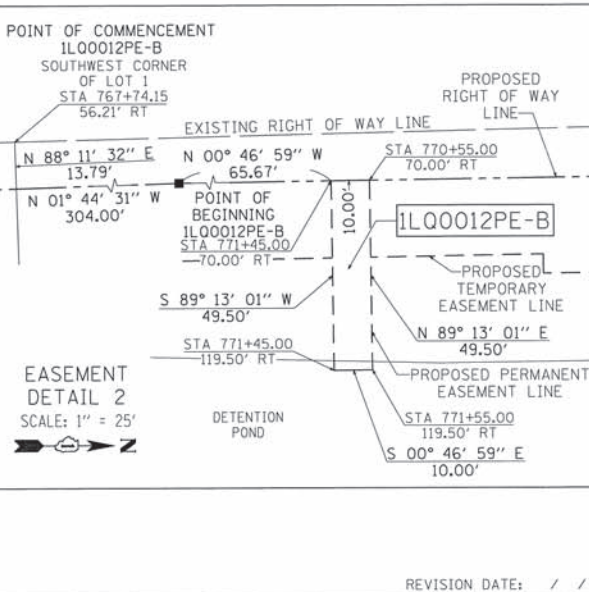 POINT OF COMMENCEMENT
1LQ0012PE-B
SOUTHWEST CORNER
OF LOT 1
STA 767+74.15
56.21' RT
PROPOSED
RIGHT OF WAY
LINE
EXISTING RIGHT OF WAY LINE
N 88° 11' 32" E
13.79'
N 00° 46' 59" W
65.67'
STA 770+55.00
70.00' RT
N 01° 44' 31" W
304.00'
POINT OF
BEGINNING
1LQ0012PE-B
STA 771+45.00
70.00' RT
10.00'
1LQ0012PE-B
PROPOSED
TEMPORARY
EASEMENT LINE
S 89° 13' 01" W
49.50'
N 89° 13' 01" E
49.50'
STA 771+45.00
119.50' RT
PROPOSED PERMANENT
EASEMENT LINE
EASEMENT
DETAIL 2
SCALE: 1" = 25'
N
DETENTION
POND
STA 771+55.00
119.50' RT
S 00° 46' 59" E
10.00'
REVISION DATE: / /